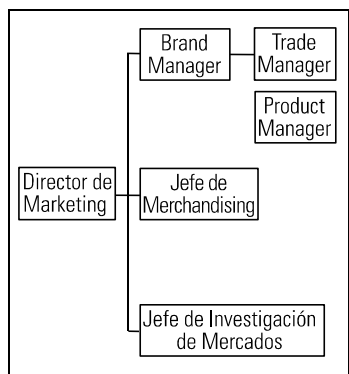 Brand
Manager
Trade
Manager
Product
Manager
Director de
Marketing
Jefe de
Merchandising
Jefe de Investigación
de Mercados